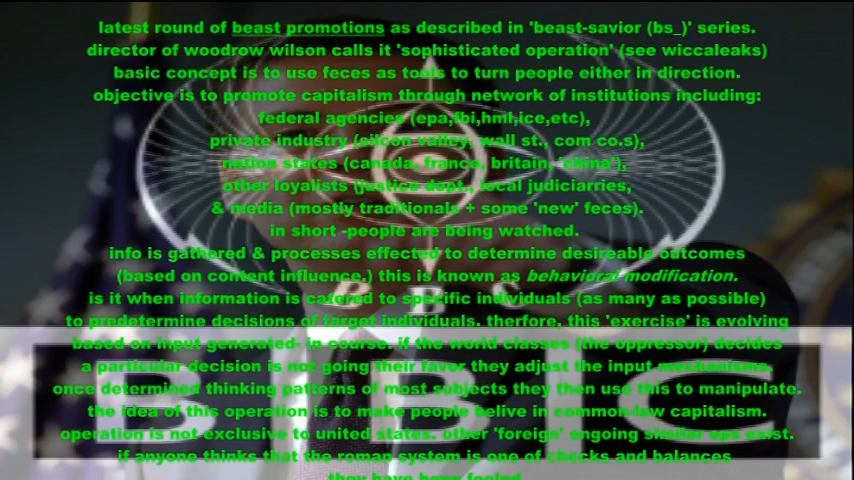 latest round of beast promotions as described in 'beast-savior (bs_)' series.
director of woodrow wilson calls it 'sophisticated operation' (see wiccaleaks)
basic concept is to use feces as tools to turn people either in direction.
objective is to promote capitalism through network of institutions including:
federal agencies (epa,fbi,hml,ice,etc),
private industry (silcon valley, wall st., com co.s),
nation states (canada, france, britain, 'china'),
other loyalists (justice dept., local judiciarries,
& media (mostly traditionals + some 'new' feces).
in short -people are being watched.
info is gathored & processes effected to determine desireable outcomes
(based on content influence,) this is known as behavioral modification.
B B C
is it when information is catered to specific individuals (as many as possible)
to predetermine decisions of target individuals. therfore, this 'exercise' is evolving
based on input generated- in course. if the world classes (the oppressor) decides
a particular decision is not going their favor they adjust the input mechanisms.
once determined thinking patterns of most subjects they then use this to manipulate.
the idea of this operation is to make people belive in common-law capitalism.
operation is not exclusive to united states. other 'foreign' ongoing similar ops exist.
if anyone thinks that the roman system is one of checks and balances
they have been fooled
BBC